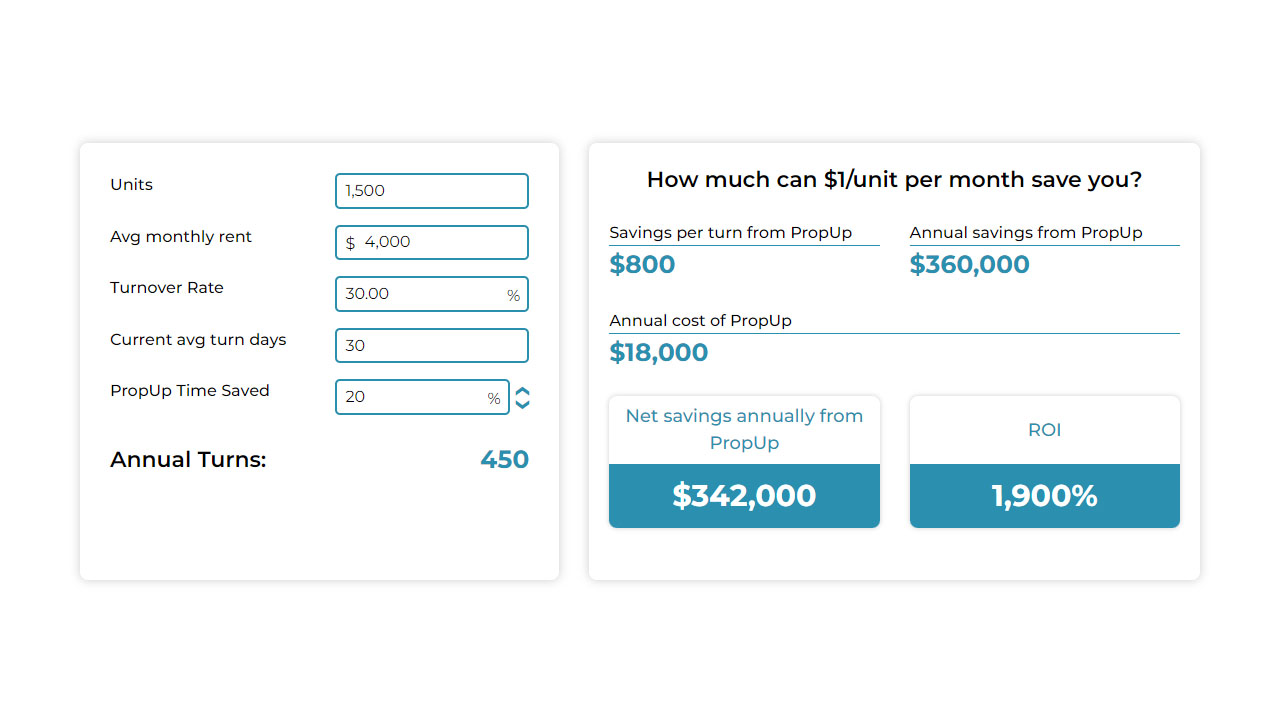 Units
1,500
Avg monthly rent
$ 4,000
Turnover Rate
30.00 %
Current avg turn days
30
PropUp Time Saved
20 %
Annual Turns:
450
How much can $1/unit per month save you?
Savings per turn from PropUp
$800
Annual savings from PropUp
$360,000
Annual cost of PropUp
$18,000
Net savings annually from
PropUp
$342,000
ROI
1,900%